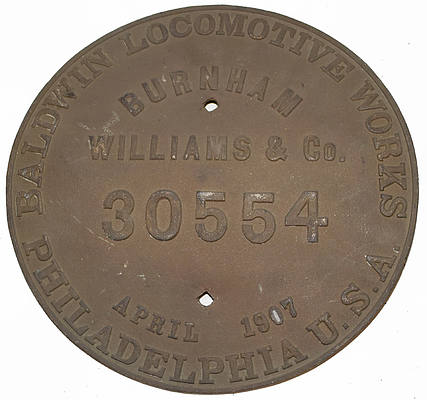 BALDWIN LOCOMOTIVE WORKS
BURNHAM
WILLIAMS & Co.
30554
APRIL 1907
PHILADELPHIA U.S.A.